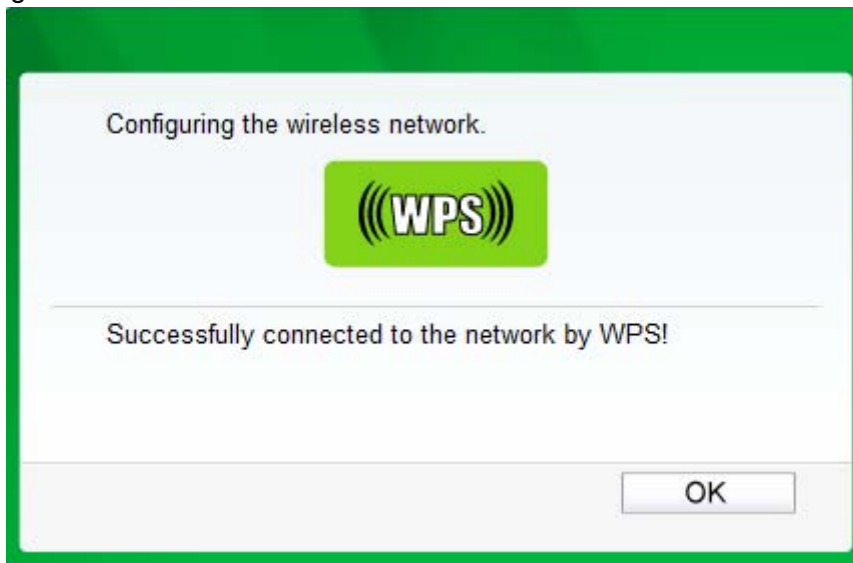 Configuring the wireless network.
(((WPS)))
Successfully connected to the network by WPS!
OK